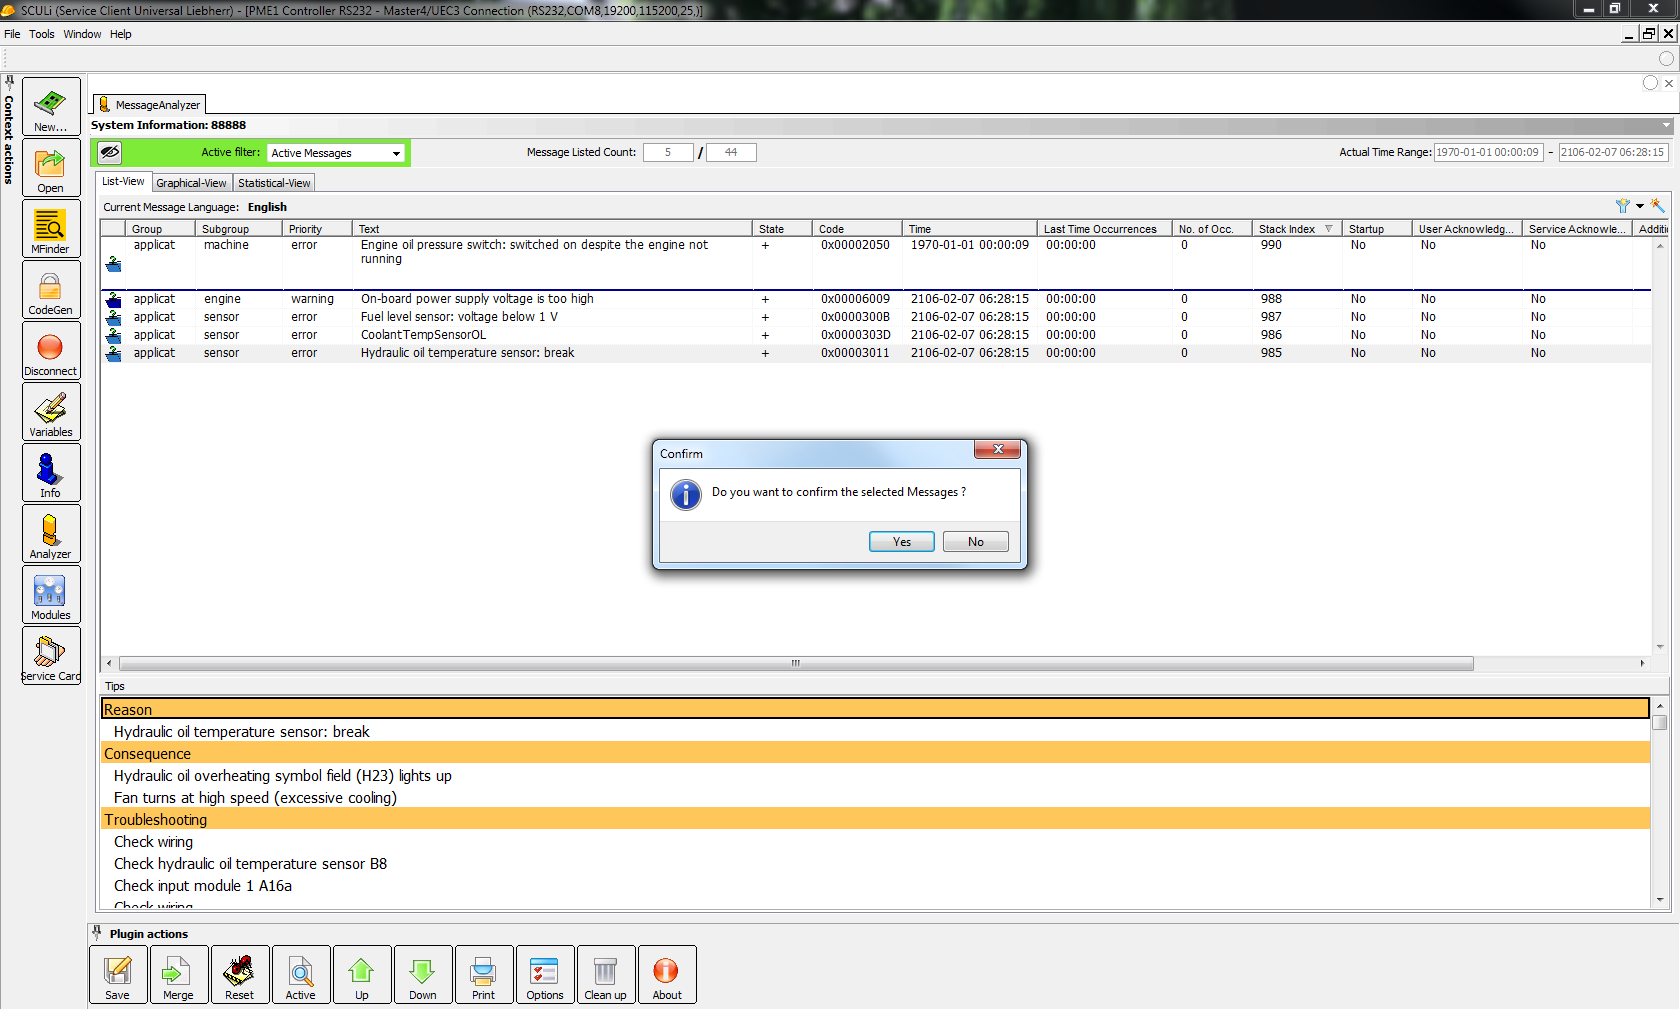 SCULi (Service Client Universal Liebherr) - [PME1 Controller RS232 - Master4/UEC3 Connection (RS232,COM8,19200,115200,25,)]
File Tools Window Help
Context actions
New...
Open
MFinder
CodeGen
Disconnect
Variables
Info
Analyzer
Modules
Service Card
MessageAnalyzer
System Information: 88888
Active filter: Active Messages Message Listed Count: 5 / 44 Actual Time Range: 1970-01-01 00:00:09 - 2106-02-07 06:28:15
List-View Graphical-View Statistical-View
Current Message Language: English
Group Subgroup Priority Text State Code Time Last Time Occurrences No. of Occ. Stack Index Startup User Acknowledg... Service Acknowle... Additi
applicat machine error Engine oil pressure switch: switched on despite the engine not + 0x00002050 1970-01-01 00:00:09 00:00:00 0 990 No No No
running
applicat engine warning On-board power supply voltage is too high + 0x00006009 2106-02-07 06:28:15 00:00:00 0 988 No No No
applicat sensor error Fuel level sensor: voltage below 1 V + 0x0000300B 2106-02-07 06:28:15 00:00:00 0 987 No No No
applicat sensor error CoolantTempSensorOL + 0x0000303D 2106-02-07 06:28:15 00:00:00 0 986 No No No
applicat sensor error Hydraulic oil temperature sensor: break + 0x00003011 2106-02-07 06:28:15 00:00:00 0 985 No No No
Confirm
Do you want to confirm the selected Messages ?
Yes No
Tips
Reason
Hydraulic oil temperature sensor: break
Consequence
Hydraulic oil overheating symbol field (H23) lights up
Fan turns at high speed (excessive cooling)
Troubleshooting
Check wiring
Check hydraulic oil temperature sensor B8
Check input module 1 A16a
Check wiring
Plugin actions
Save Merge Reset Active Up Down Print Options Clean up About